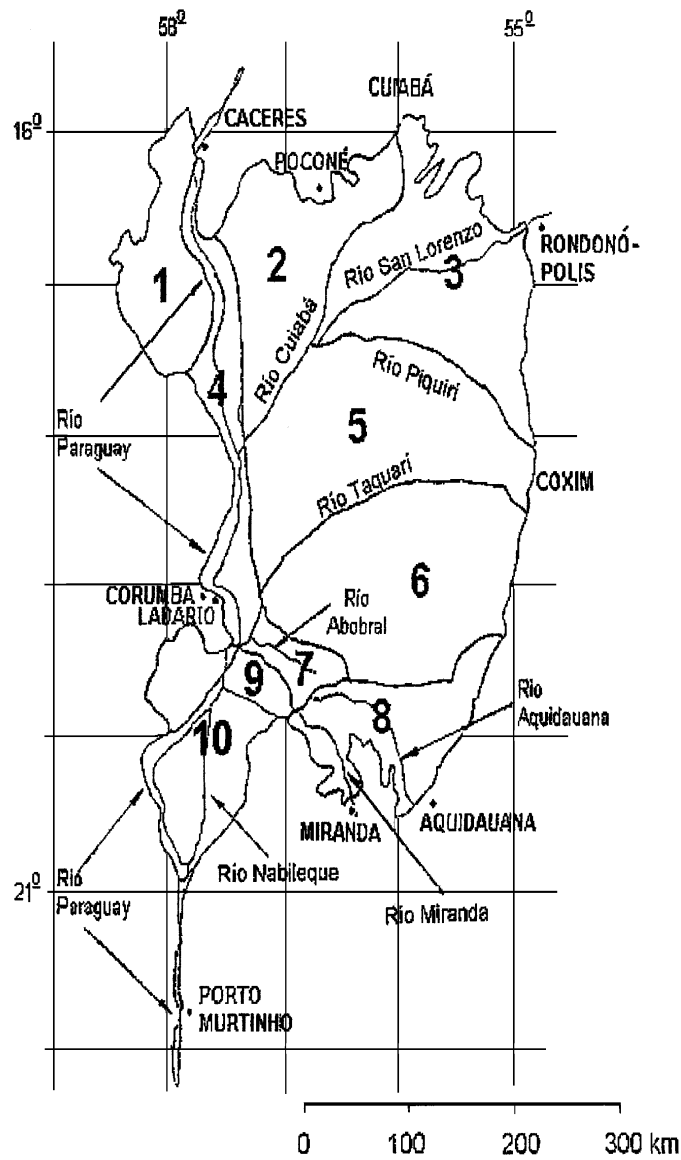 58º
55º
16º
CUIABÁ
CACERES
POCONÉ
RONDONÓ-
POLIS
1
2
3
Río San Lorenzo
Río Cuiabá
Río Piquirí
4
5
Río
Paraguay
Río Taquarí
COXIM
6
CORUMBA
LADARIO
Río
Abobral
7
9
8
Río
Aquidauana
10
MIRANDA
AQUIDAUANA
Río Nabileque
Río Miranda
21º
Río
Paraguay
PORTO
MURTINHO
0 100 200 300 km